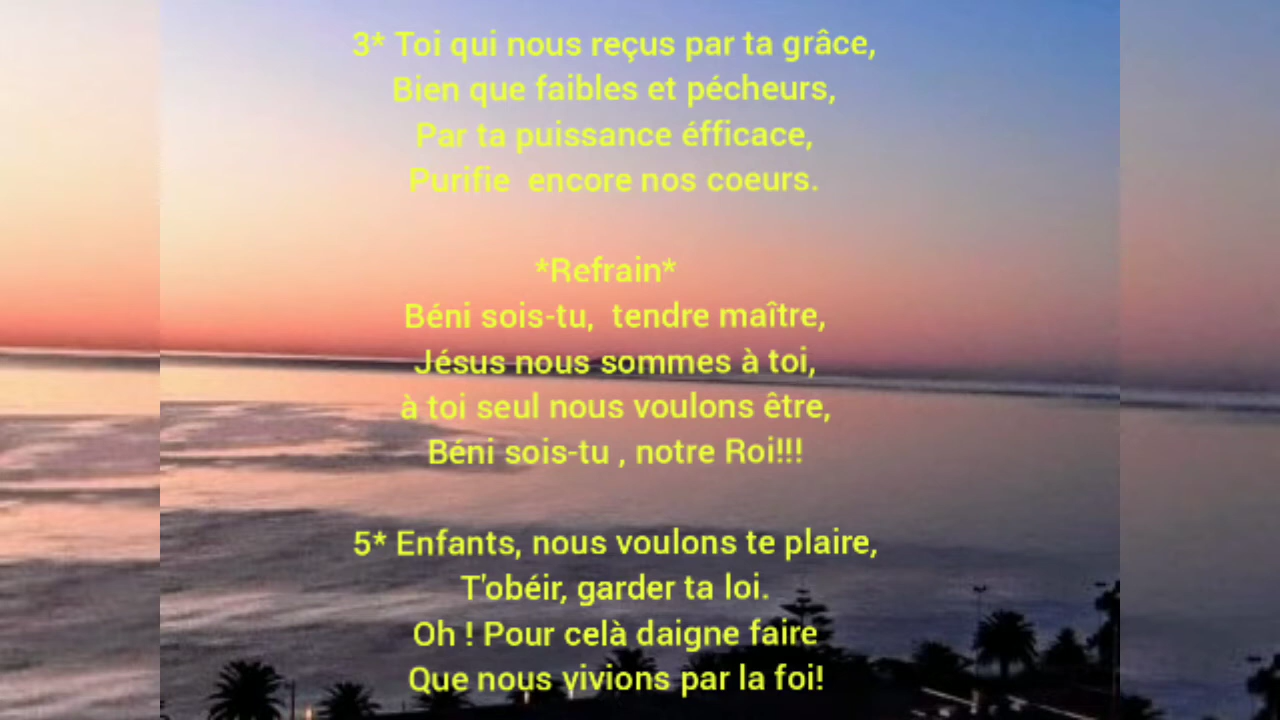 3* Toi qui nous reçus par ta grâce,
Bien que faibles et pécheurs,
Par ta puissance éfficace,
Purifie encore nos coeurs.
*Refrain*
Béni sois-tu, tendre maître,
Jésus nous sommes à toi,
à toi seul nous voulons être,
Béni sois-tu , notre Roi!!!
5* Enfants, nous voulons te plaire,
T'obéir, garder ta loi.
Oh ! Pour celà daigne faire
Que nous vivions par la foi!